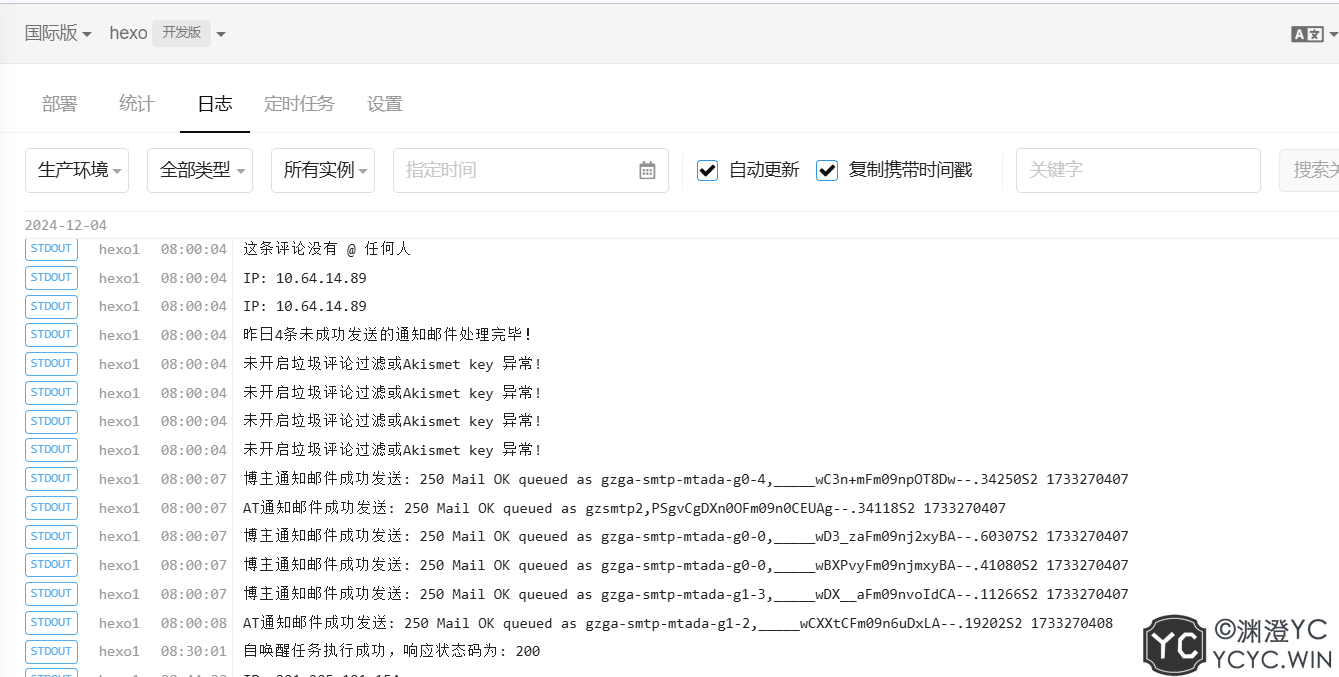 国际版 hexo 开发版 A文
部署 统计 日志 定时任务 设置
生产环境 全部类型 所有实例 指定时间 自动更新 复制携带时间戳 关键字 搜索关
2024-12-04
STDOUT hexo1 08:00:04 这条评论没有 @ 任何人
STDOUT hexo1 08:00:04 IP: 10.64.14.89
STDOUT hexo1 08:00:04 IP: 10.64.14.89
STDOUT hexo1 08:00:04 昨日4条未成功发送的通知邮件处理完毕!
STDOUT hexo1 08:00:04 未开启垃圾评论过滤或Akismet key 异常!
STDOUT hexo1 08:00:04 未开启垃圾评论过滤或Akismet key 异常!
STDOUT hexo1 08:00:04 未开启垃圾评论过滤或Akismet key 异常!
STDOUT hexo1 08:00:04 未开启垃圾评论过滤或Akismet key 异常!
STDOUT hexo1 08:00:07 博主通知邮件成功发送: 250 Mail OK queued as gzga-smtp-mtada-g0-4,_____wC3n+mFm09npOT8Dw--.34250S2 1733270407
STDOUT hexo1 08:00:07 AT通知邮件成功发送: 250 Mail OK queued as gzsmtp2,PSgvCgDXn0OFm09n0CEUAg--.34118S2 1733270407
STDOUT hexo1 08:00:07 博主通知邮件成功发送: 250 Mail OK queued as gzga-smtp-mtada-g0-0,_____wD3_zaFm09nj2xyBA--.60307S2 1733270407
STDOUT hexo1 08:00:07 博主通知邮件成功发送: 250 Mail OK queued as gzga-smtp-mtada-g0-0,_____wBXPvyFm09njmxyBA--.41080S2 1733270407
STDOUT hexo1 08:00:07 博主通知邮件成功发送: 250 Mail OK queued as gzga-smtp-mtada-g1-3,_____wDX__aFm09nvoIdCA--.11266S2 1733270407
STDOUT hexo1 08:00:08 AT通知邮件成功发送: 250 Mail OK queued as gzga-smtp-mtada-g1-2,_____wCXXtCFm09n6uDxLA--.19202S2 1733270408
STDOUT hexo1 08:30:01 自唤醒任务执行成功，响应状态码为: 200
YC ©渊澄YC
YCYC.WIN